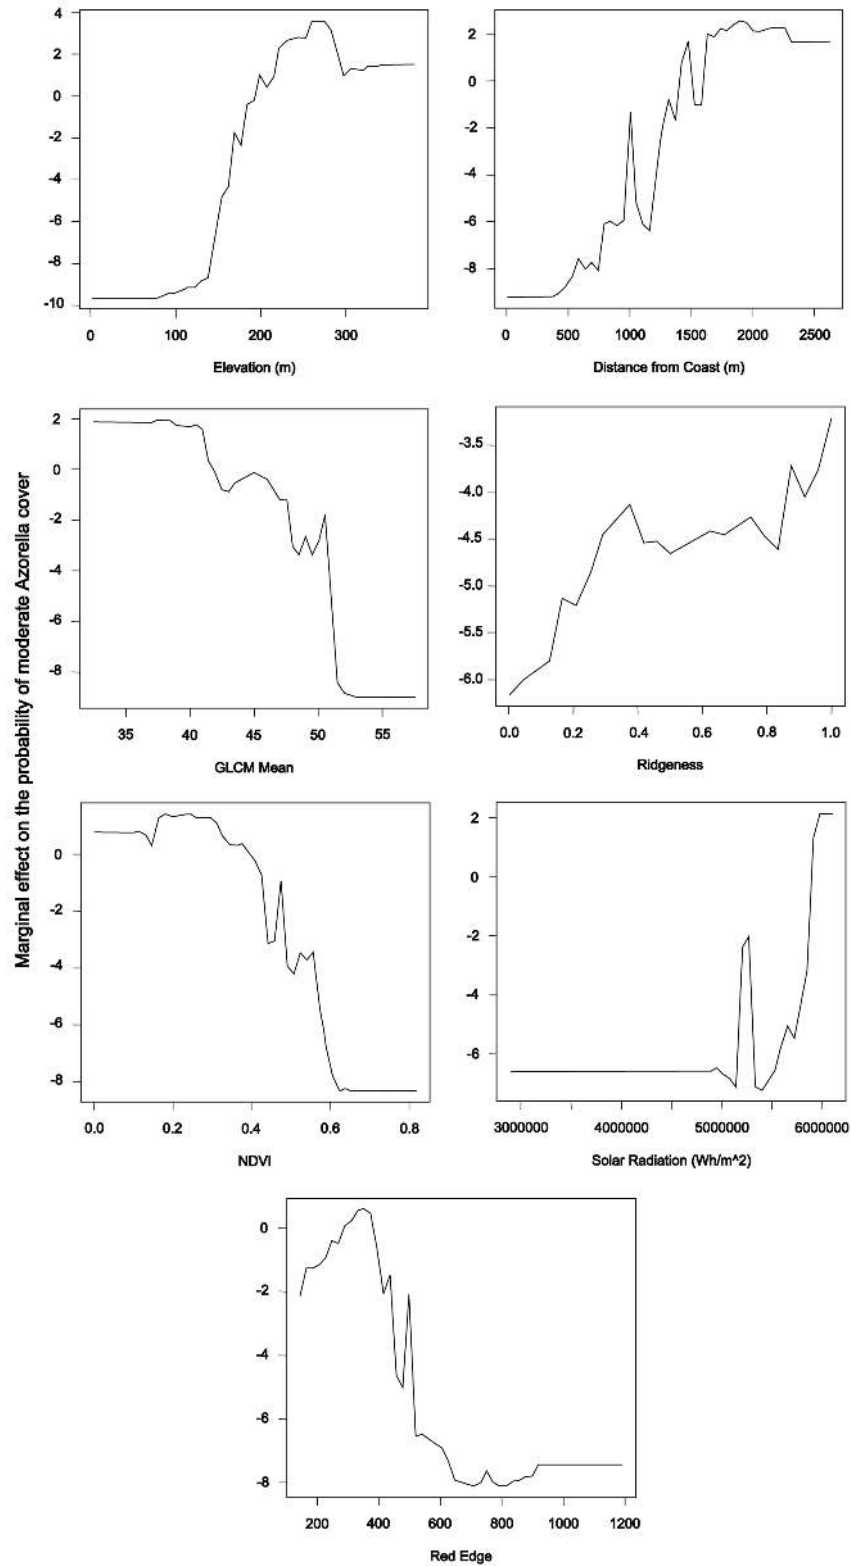 Marginal effect on the probability of moderate Azorella cover
4
2
0
-2
-4
-6
-8
-10
0 100 200 300
Elevation (m)
2
0
-2
-4
-6
-8
0 500 1000 1500 2000 2500
Distance from Coast (m)
2
0
-2
-4
-6
-8
35 40 45 50 55
GLCM Mean
-3.5
-4.0
-4.5
-5.0
-5.5
-6.0
0.0 0.2 0.4 0.6 0.8 1.0
Ridgeness
0
-2
-4
-6
-8
0.0 0.2 0.4 0.6 0.8
NDVI
2
0
-2
-4
-6
3000000 4000000 5000000 6000000
Solar Radiation (Wh/m^2)
0
-2
-4
-6
-8
200 400 600 800 1000 1200
Red Edge